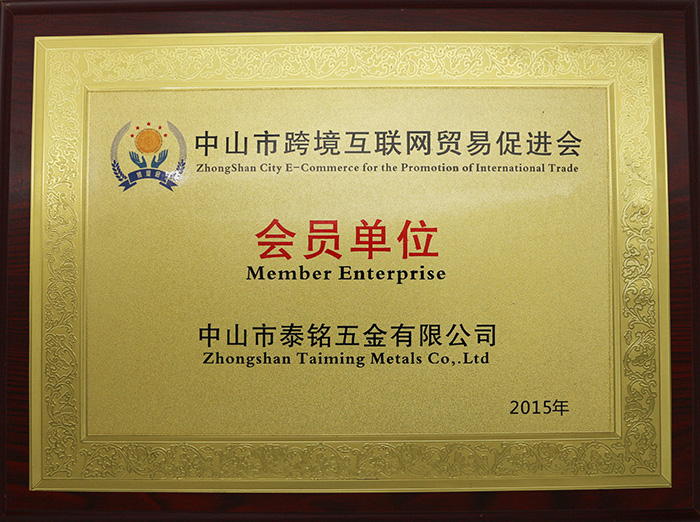 中山市跨境互联网贸易促进会
ZhongShan City E-Commerce for the Promotion of International Trade
会员单位
Member Enterprise
中山市泰铭五金有限公司
Zhongshan Taiming Metals Co,.Ltd
2015年